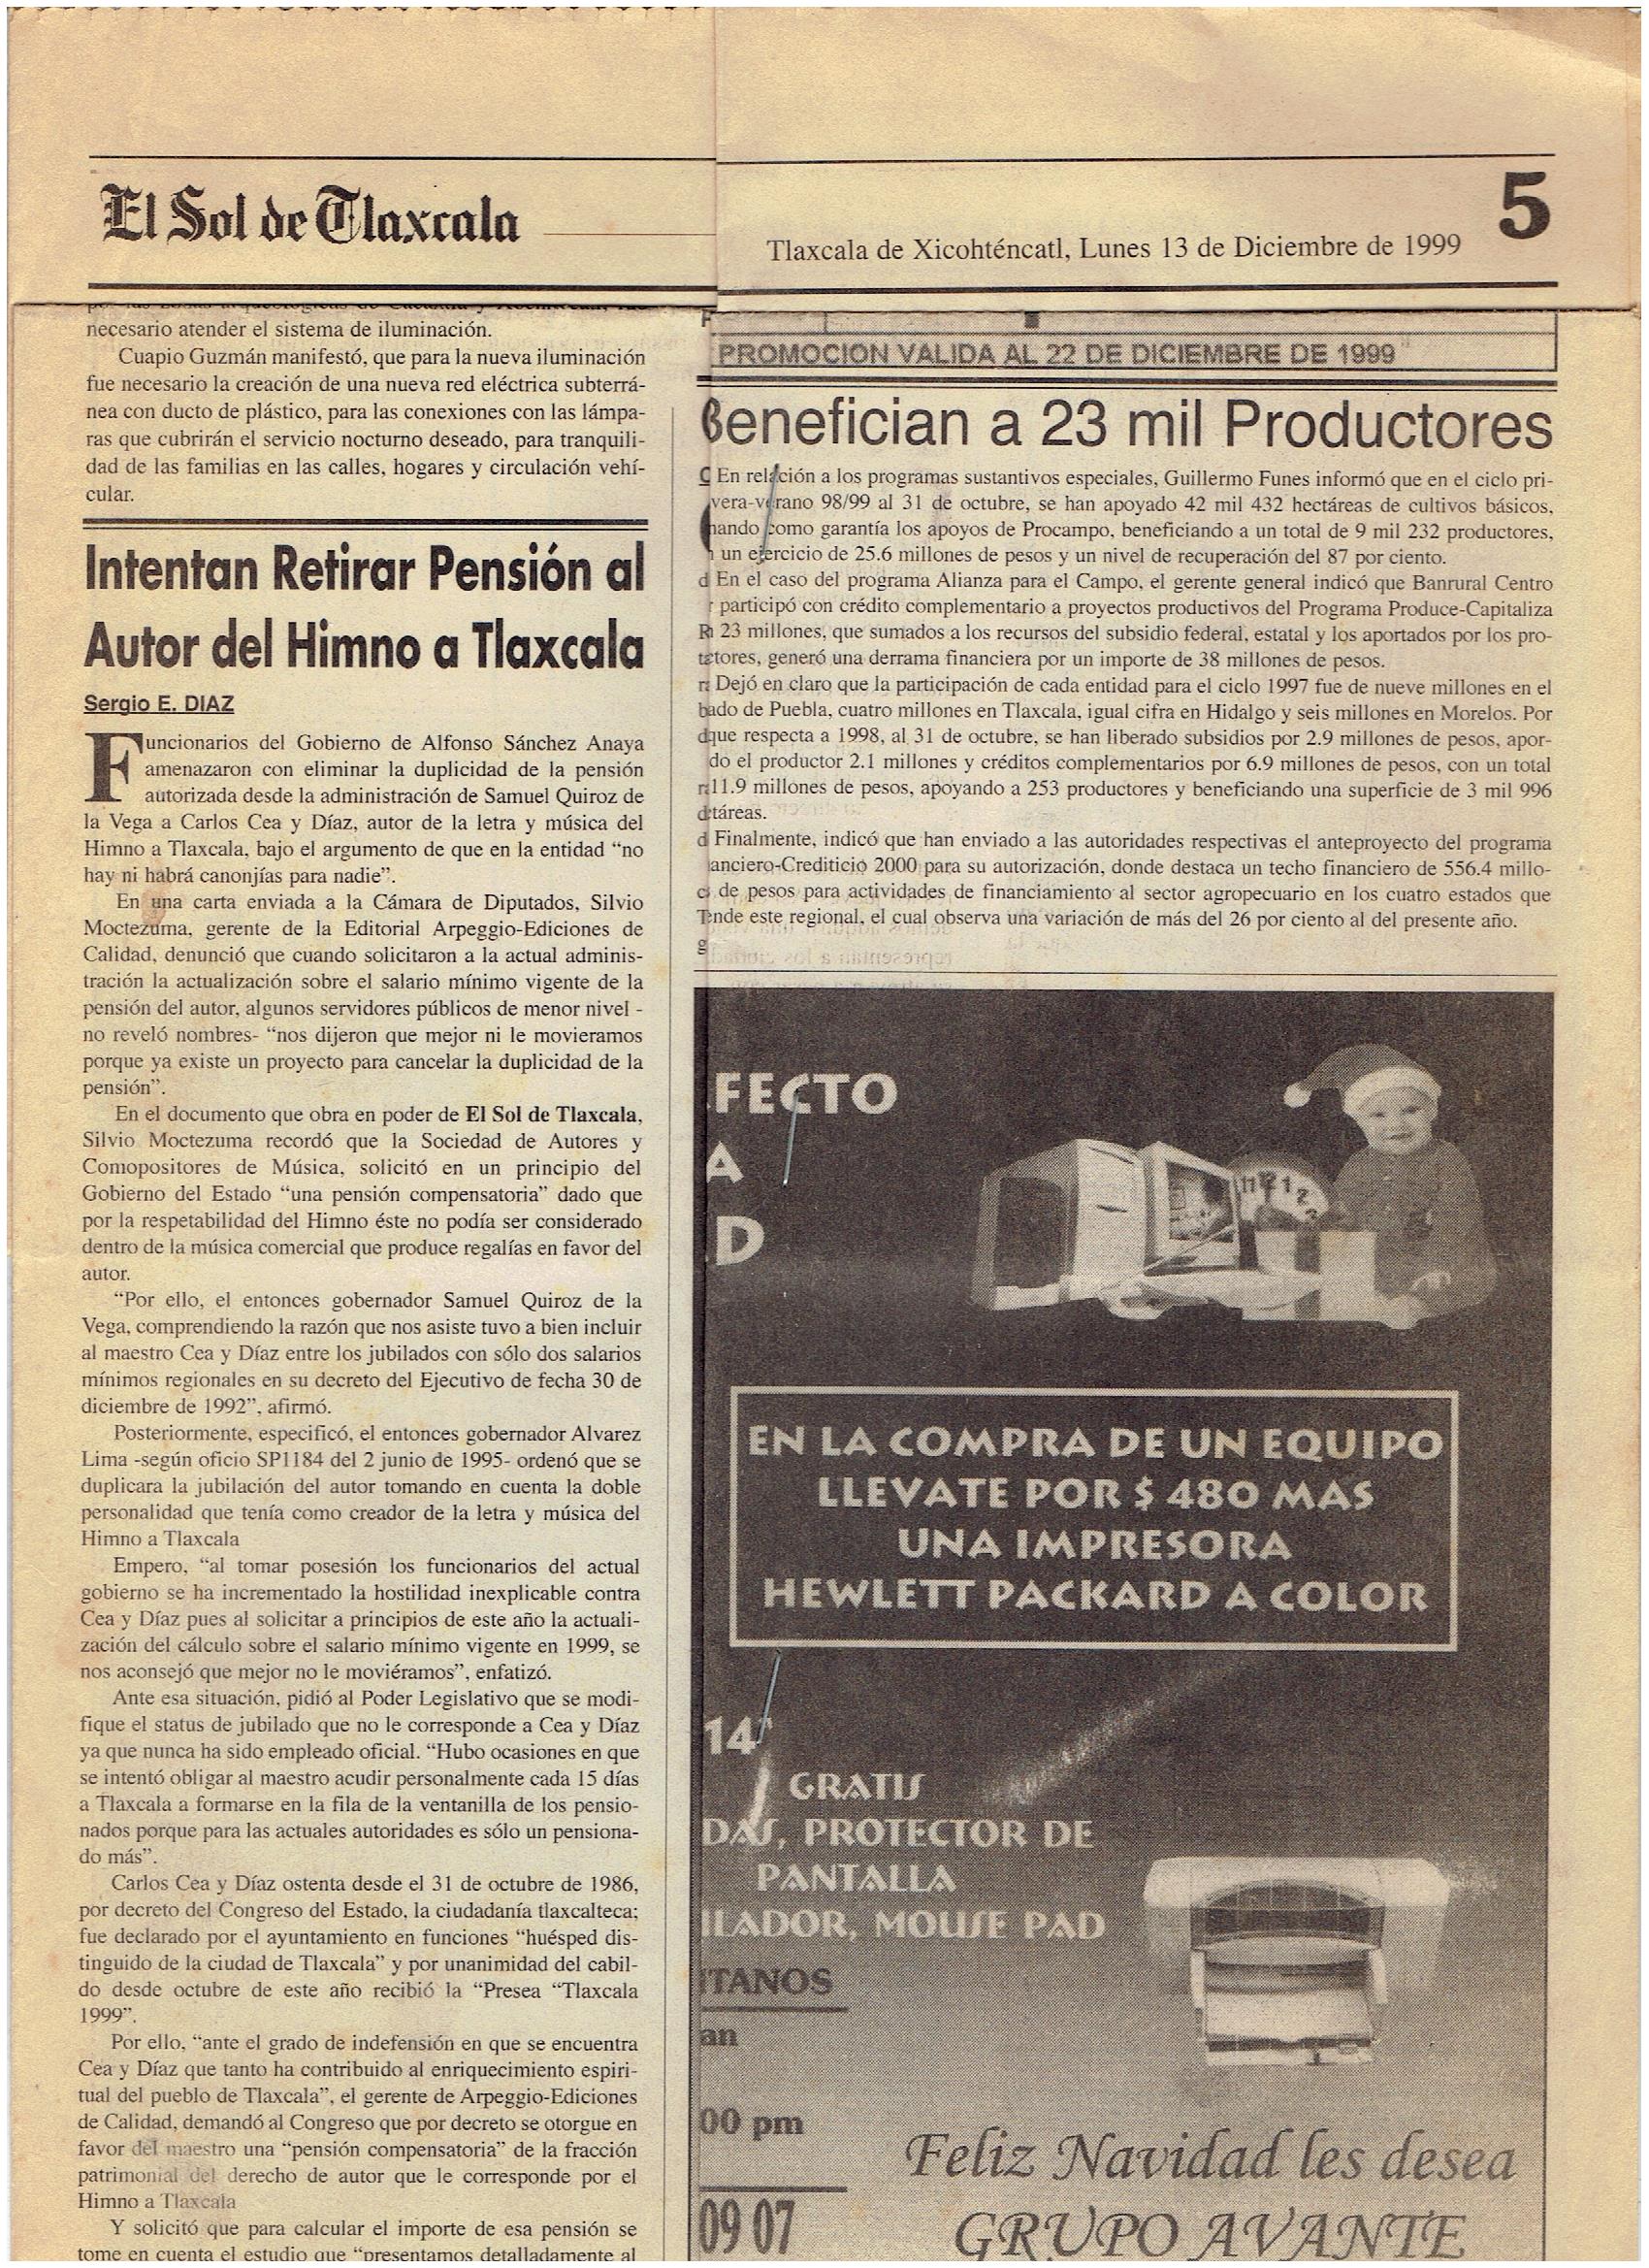 El Sol de Tlaxcala
Tlaxcala de Xicohténcatl, Lunes 13 de Diciembre de 1999
5
necesario atender el sistema de iluminación.
Cuapio Guzmán manifestó, que para la nueva iluminación
fue necesario la creación de una nueva red eléctrica subterrá-
nea con ducto de plástico, para las conexiones con las lámpa-
ras que cubrirán el servicio nocturno deseado, para tranquili-
dad de las familias en las calles, hogares y circulación vehí-
cular.
Intentan Retirar Pensión al
Autor del Himno a Tlaxcala
Sergio E. DIAZ
Funcionarios del Gobierno de Alfonso Sánchez Anaya
amenazaron con eliminar la duplicidad de la pensión
autorizada desde la administración de Samuel Quiroz de
la Vega a Carlos Cea y Díaz, autor de la letra y música del
Himno a Tlaxcala, bajo el argumento de que en la entidad “no
hay ni habrá canonjías para nadie”.
En una carta enviada a la Cámara de Diputados, Silvio
Moctezuma, gerente de la Editorial Arpeggio-Ediciones de
Calidad, denunció que cuando solicitaron a la actual adminis-
tración la actualización sobre el salario mínimo vigente de la
pensión del autor, algunos servidores públicos de menor nivel -
no reveló nombres- “nos dijeron que mejor ni le movieramos
porque ya existe un proyecto para cancelar la duplicidad de la
pensión”.
En el documento que obra en poder de El Sol de Tlaxcala,
Silvio Moctezuma recordó que la Sociedad de Autores y
Comopositores de Música, solicitó en un principio del
Gobierno del Estado “una pensión compensatoria” dado que
por la respetabilidad del Himno éste no podía ser considerado
dentro de la música comercial que produce regalías en favor del
autor.
“Por ello, el entonces gobernador Samuel Quiroz de la
Vega, comprendiendo la razón que nos asiste tuvo a bien incluir
al maestro Cea y Díaz entre los jubilados con sólo dos salarios
mínimos regionales en su decreto del Ejecutivo de fecha 30 de
diciembre de 1992”, afirmó.
Posteriormente, especificó, el entonces gobernador Alvarez
Lima -según oficio SP1184 del 2 junio de 1995- ordenó que se
duplicara la jubilación del autor tomando en cuenta la doble
personalidad que tenía como creador de la letra y música del
Himno a Tlaxcala
Empero, “al tomar posesión los funcionarios del actual
gobierno se ha incrementado la hostilidad inexplicable contra
Cea y Díaz pues al solicitar a principios de este año la actuali-
zación del cálculo sobre el salario mínimo vigente en 1999, se
nos aconsejó que mejor no le moviéramos”, enfatizó.
Ante esa situación, pidió al Poder Legislativo que se modi-
fique el status de jubilado que no le corresponde a Cea y Díaz
ya que nunca ha sido empleado oficial. “Hubo ocasiones en que
se intentó obligar al maestro acudir personalmente cada 15 días
a Tlaxcala a formarse en la fila de la ventanilla de los pensio-
nados porque para las actuales autoridades es sólo un pensiona-
do más”.
Carlos Cea y Díaz ostenta desde el 31 de octubre de 1986,
por decreto del Congreso del Estado, la ciudadanía tlaxcalteca;
fue declarado por el ayuntamiento en funciones “huésped dis-
tinguido de la ciudad de Tlaxcala” y por unanimidad del cabil-
do desde octubre de este año recibió la “Presea “Tlaxcala
1999”.
Por ello, “ante el grado de indefensión en que se encuentra
Cea y Díaz que tanto ha contribuido al enriquecimiento espiri-
tual del pueblo de Tlaxcala”, el gerente de Arpeggio-Ediciones
de Calidad, demandó al Congreso que por decreto se otorgue en
favor del maestro una “pensión compensatoria” de la fracción
patrimonial del derecho de autor que le corresponde por el
Himno a Tlaxcala
Y solicitó que para calcular el importe de esa pensión se
tome en cuenta el estudio que “presentamos detalladamente al
PROMOCION VALIDA AL 22 DE DICIEMBRE DE 1999
Benefician a 23 mil Productores
En relación a los programas sustantivos especiales, Guillermo Funes informó que en el ciclo pri-
vera-verano 98/99 al 31 de octubre, se han apoyado 42 mil 432 hectáreas de cultivos básicos,
nando como garantía los apoyos de Procampo, beneficiando a un total de 9 mil 232 productores,
un ejercicio de 25.6 millones de pesos y un nivel de recuperación del 87 por ciento.
En el caso del programa Alianza para el Campo, el gerente general indicó que Banrural Centro
participó con crédito complementario a proyectos productivos del Programa Produce-Capitaliza
23 millones, que sumados a los recursos del subsidio federal, estatal y los aportados por los pro-
tores, generó una derrama financiera por un importe de 38 millones de pesos.
Dejó en claro que la participación de cada entidad para el ciclo 1997 fue de nueve millones en el
ado de Puebla, cuatro millones en Tlaxcala, igual cifra en Hidalgo y seis millones en Morelos. Por
que respecta a 1998, al 31 de octubre, se han liberado subsidios por 2.9 millones de pesos, apor-
do el productor 2.1 millones y créditos complementarios por 6.9 millones de pesos, con un total
11.9 millones de pesos, apoyando a 253 productores y beneficiando una superficie de 3 mil 996
táreas.
Finalmente, indicó que han enviado a las autoridades respectivas el anteproyecto del programa
anciero-Crediticio 2000 para su autorización, donde destaca un techo financiero de 556.4 millo-
de pesos para actividades de financiamiento al sector agropecuario en los cuatro estados que
ende este regional, el cual observa una variación de más del 26 por ciento al del presente año.
FECTO
A
D
11 12 1 2
EN LA COMPRA DE UN EQUIPO
LLEVATE POR $ 480 MAS
UNA IMPRESORA
HEWLETT PACKARD A COLOR
14"
GRATIS
DAS, PROTECTOR DE
PANTALLA
ILADOR, MOUSE PAD
ITANOS
an
00 pm
09 07
Feliz Navidad les desea
GRUPO AVANTE